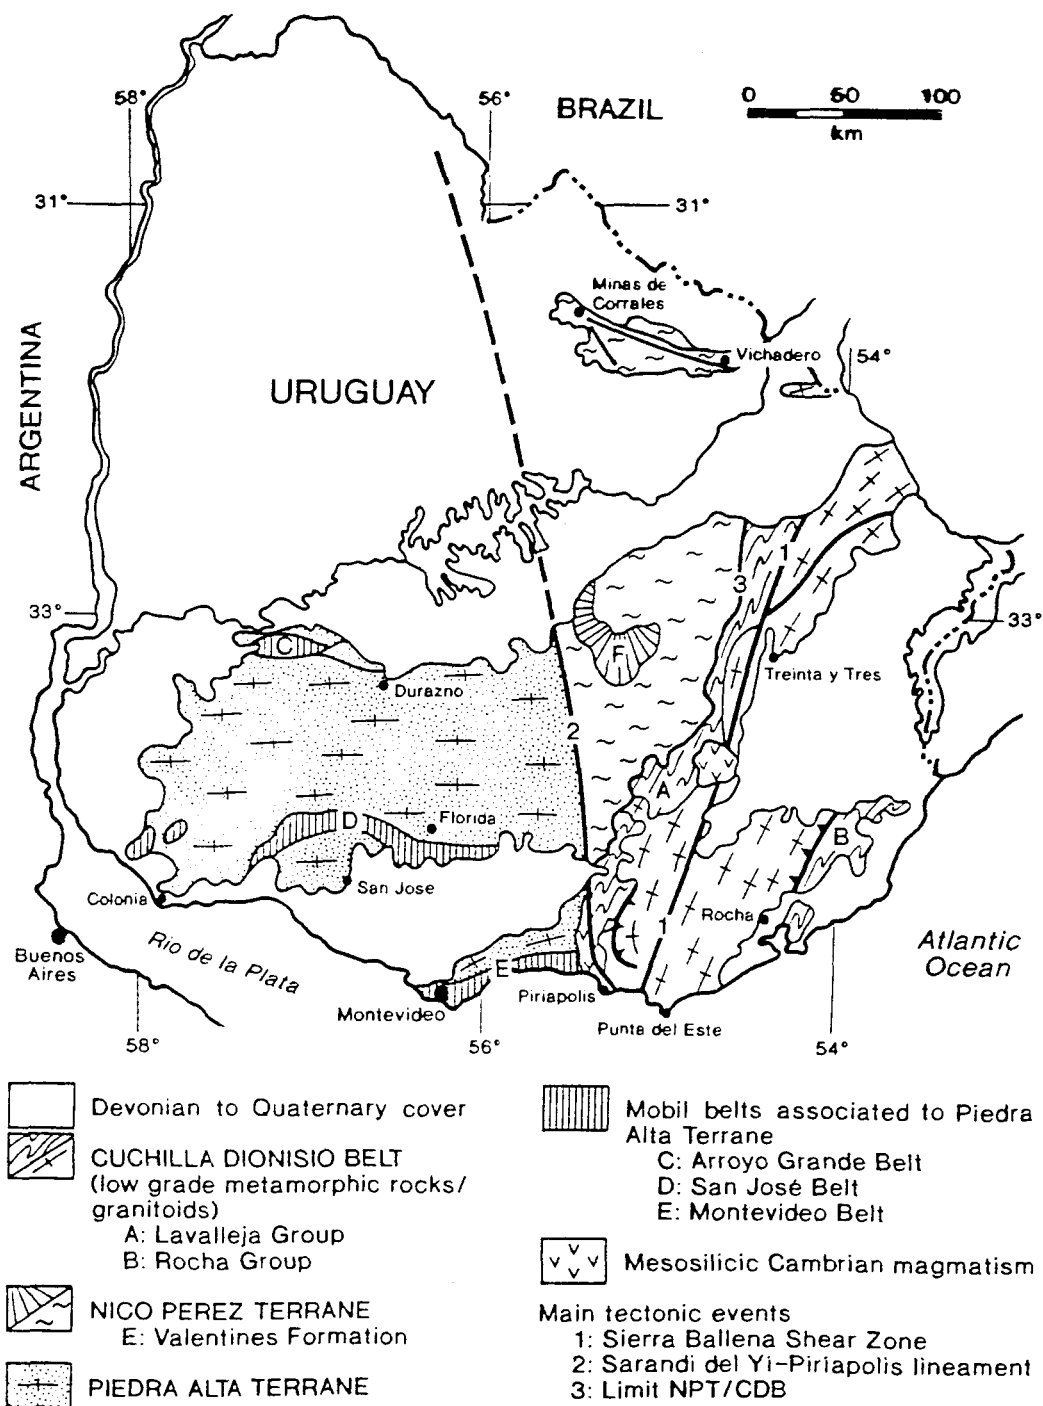 58°
56°
BRAZIL
0 50 100
km
31°
31°
Minas de
Corrales
Vichadero
54°
ARGENTINA
URUGUAY
1
3
33°
33°
C
F
Durazno
Treinta y Tres
2
A
D
Florida
B
San Jose
Colonia
Rocha
1
Buenos
Aires
Rio de la Plata
Atlantic
Ocean
E
Piriapolis
Montevideo
Punta del Este
58°
56°
54°
Devonian to Quaternary cover
CUCHILLA DIONISIO BELT
(low grade metamorphic rocks/
granitoids)
A: Lavalleja Group
B: Rocha Group
NICO PEREZ TERRANE
E: Valentines Formation
PIEDRA ALTA TERRANE
Mobil belts associated to Piedra
Alta Terrane
C: Arroyo Grande Belt
D: San José Belt
E: Montevideo Belt
Mesosilicic Cambrian magmatism
Main tectonic events
1: Sierra Ballena Shear Zone
2: Sarandi del Yi-Piriapolis lineament
3: Limit NPT/CDB